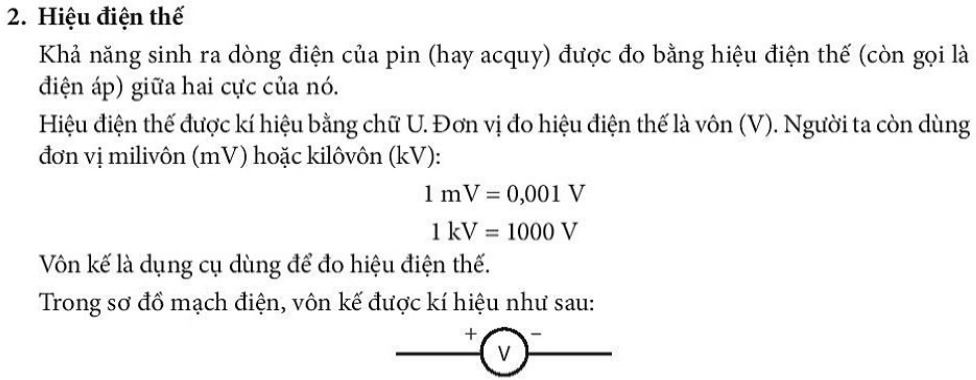 2. Hiệu điện thế
Khả năng sinh ra dòng điện của pin (hay acquy) được đo bằng hiệu điện thế (còn gọi là
điện áp) giữa hai cực của nó.
Hiệu điện thế được kí hiệu bằng chữ U. Đơn vị đo hiệu điện thế là vôn (V). Người ta còn dùng
đơn vị milivôn (mV) hoặc kilôvôn (kV):
1 mV = 0,001 V
1 kV = 1000 V
Vôn kế là dụng cụ dùng để đo hiệu điện thế.
Trong sơ đồ mạch điện, vôn kế được kí hiệu như sau:
+ −
V